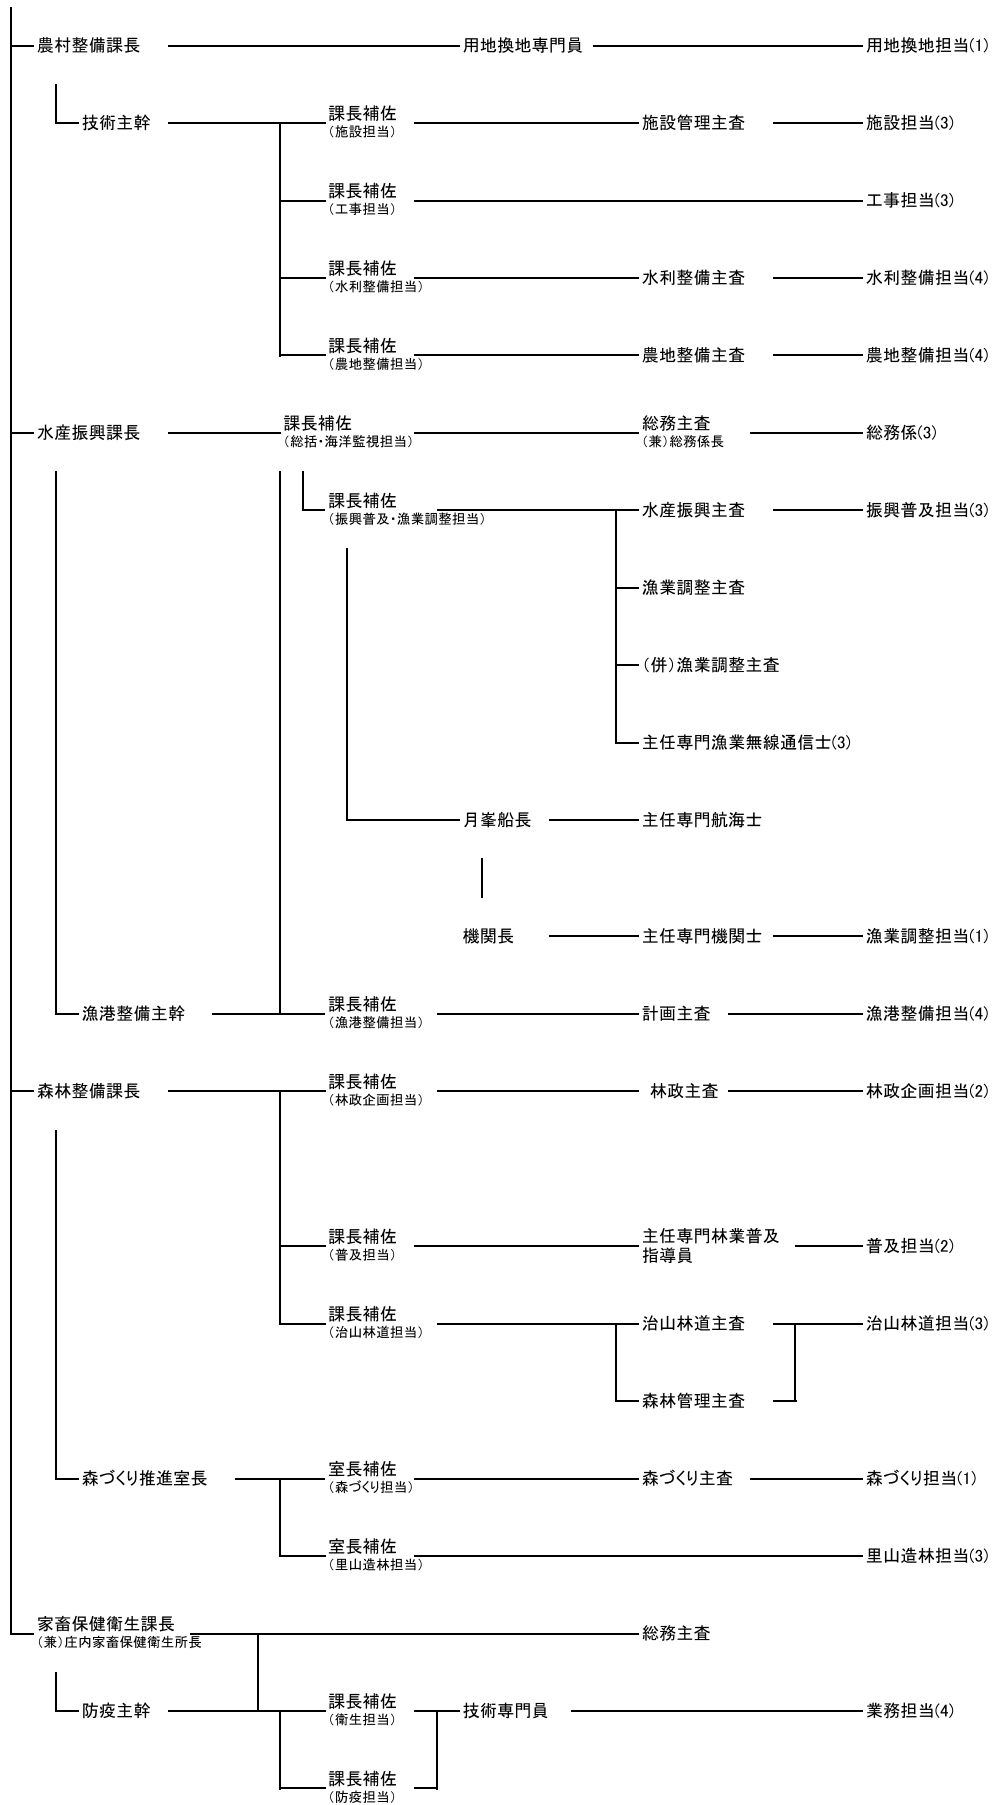 農村整備課長 用地換地専門員 用地換地担当(1)
技術主幹 課長補佐 施設管理主査 施設担当(3)
(施設担当)
課長補佐 工事担当(3)
(工事担当)
課長補佐 水利整備主査 水利整備担当(4)
(水利整備担当)
課長補佐 農地整備主査 農地整備担当(4)
(農地整備担当)
水産振興課長 課長補佐 総務主査 総務係(3)
(総括・海洋監視担当) (兼)総務係長
課長補佐 水産振興主査 振興普及担当(3)
(振興普及・漁業調整担当)
漁業調整主査
(併)漁業調整主査
主任専門漁業無線通信士(3)
月峯船長 主任専門航海士
機関長 主任専門機関士 漁業調整担当(1)
漁港整備主幹 課長補佐 計画主査 漁港整備担当(4)
(漁港整備担当)
森林整備課長 課長補佐 林政主査 林政企画担当(2)
(林政企画担当)
課長補佐 主任専門林業普及 普及担当(2)
(普及担当) 指導員
課長補佐 治山林道主査 治山林道担当(3)
(治山林道担当)
森林管理主査
森づくり推進室長 室長補佐 森づくり主査 森づくり担当(1)
(森づくり担当)
室長補佐 里山造林担当(3)
(里山造林担当)
家畜保健衛生課長 総務主査
(兼)庄内家畜保健衛生所長
防疫主幹 課長補佐 技術専門員 業務担当(4)
(衛生担当)
課長補佐
(防疫担当)